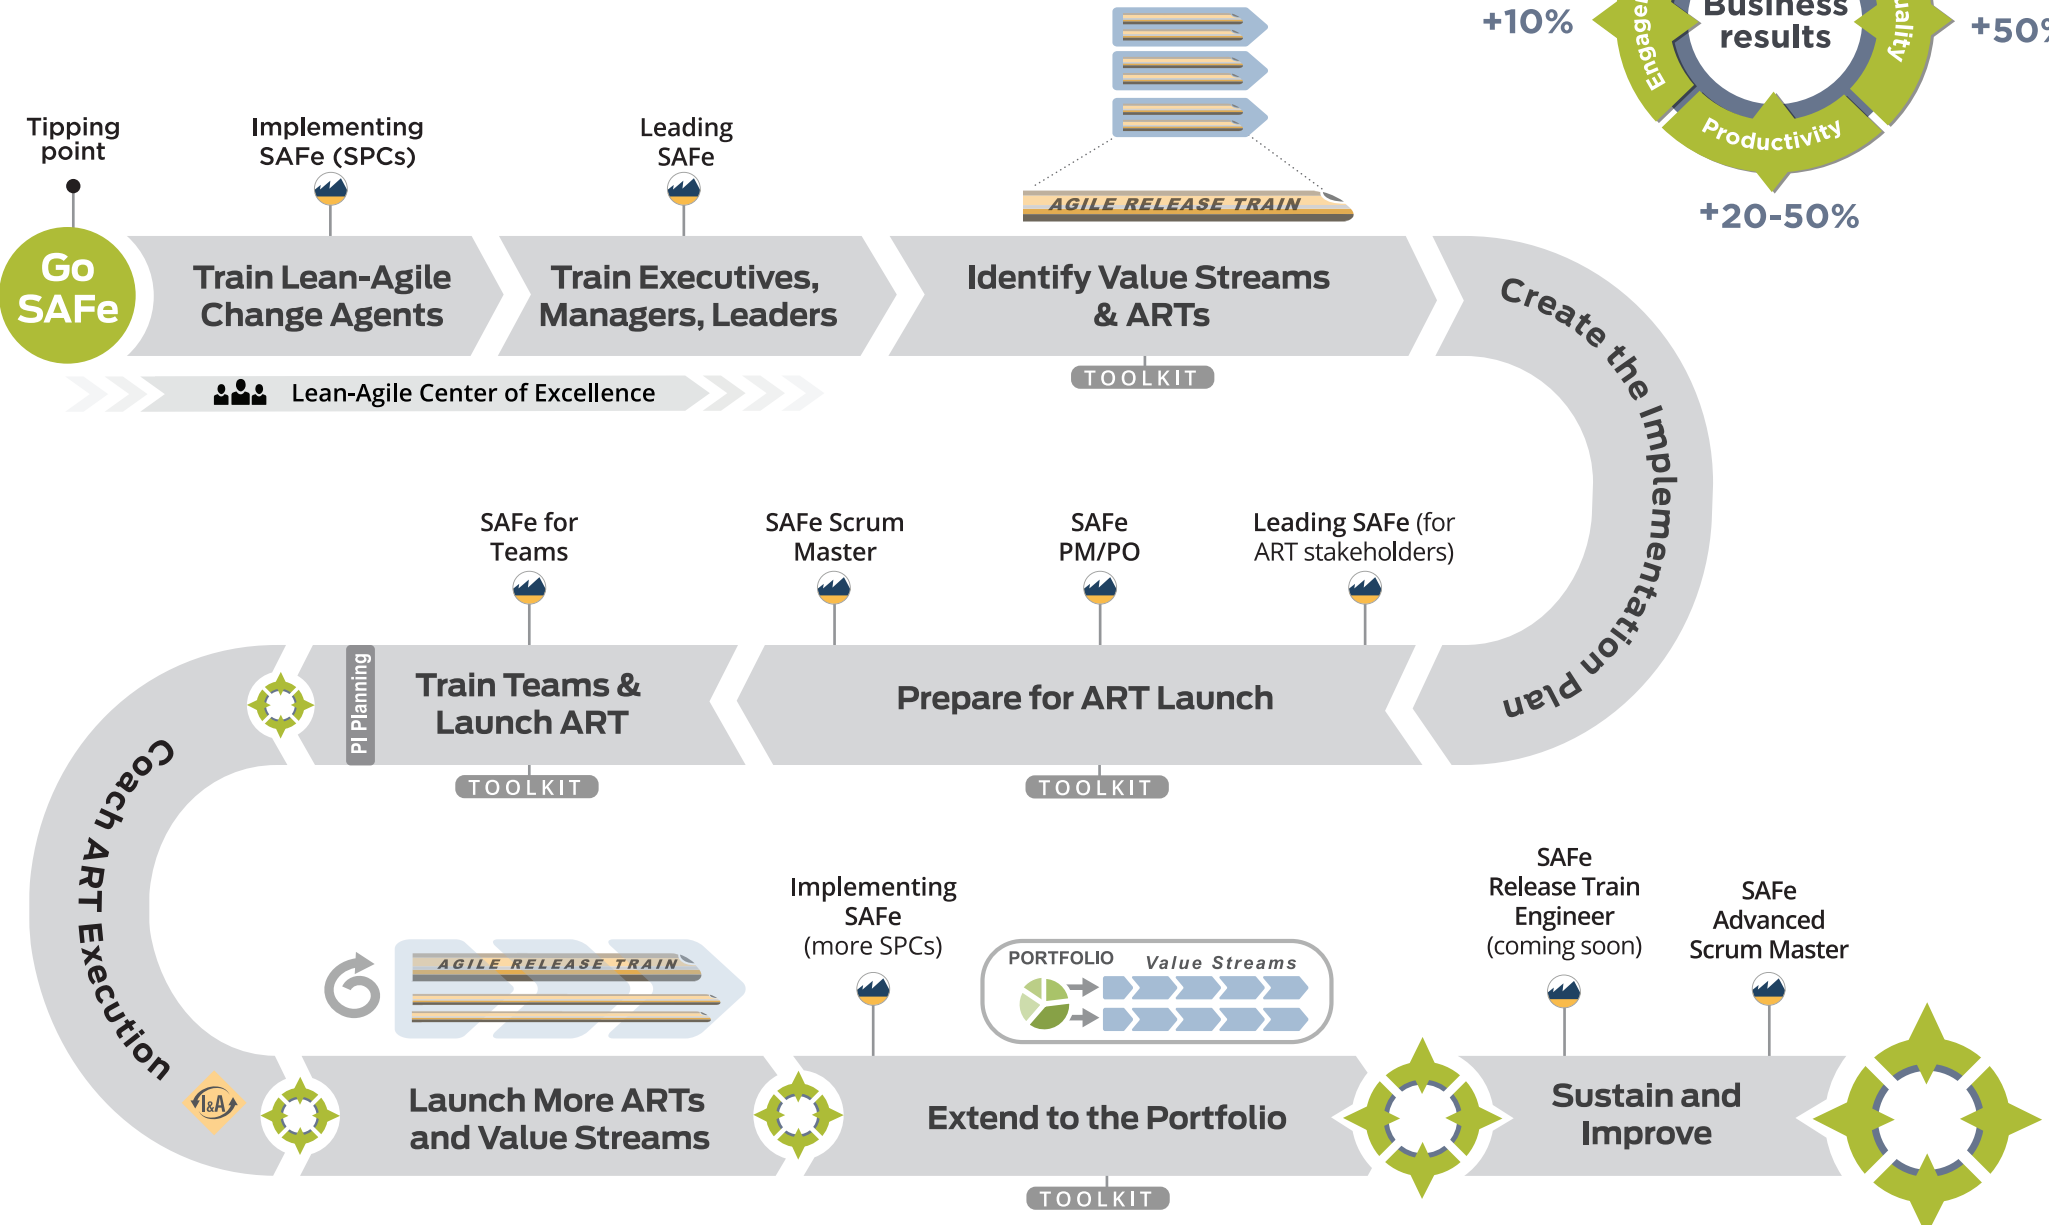 +10%
Business
results
+50%
Productivity
+20-50%
Tipping
point
Implementing
SAFe (SPCs)
Leading
SAFe
AGILE RELEASE TRAIN
Go
SAFe
Train Lean-Agile
Change Agents
Train Executives,
Managers, Leaders
Identify Value Streams
& ARTs
Create the Implementation Plan
TOOLKIT
Lean-Agile Center of Excellence
SAFe for
Teams
SAFe Scrum
Master
SAFe
PM/PO
Leading SAFe (for
ART stakeholders)
PI Planning
Train Teams &
Launch ART
Prepare for ART Launch
TOOLKIT
TOOLKIT
Coach ART Execution
I&A
AGILE RELEASE TRAIN
Implementing
SAFe
(more SPCs)
PORTFOLIO
Value Streams
SAFe
Release Train
Engineer
(coming soon)
SAFe
Advanced
Scrum Master
Launch More ARTs
and Value Streams
Extend to the Portfolio
Sustain and
Improve
TOOLKIT